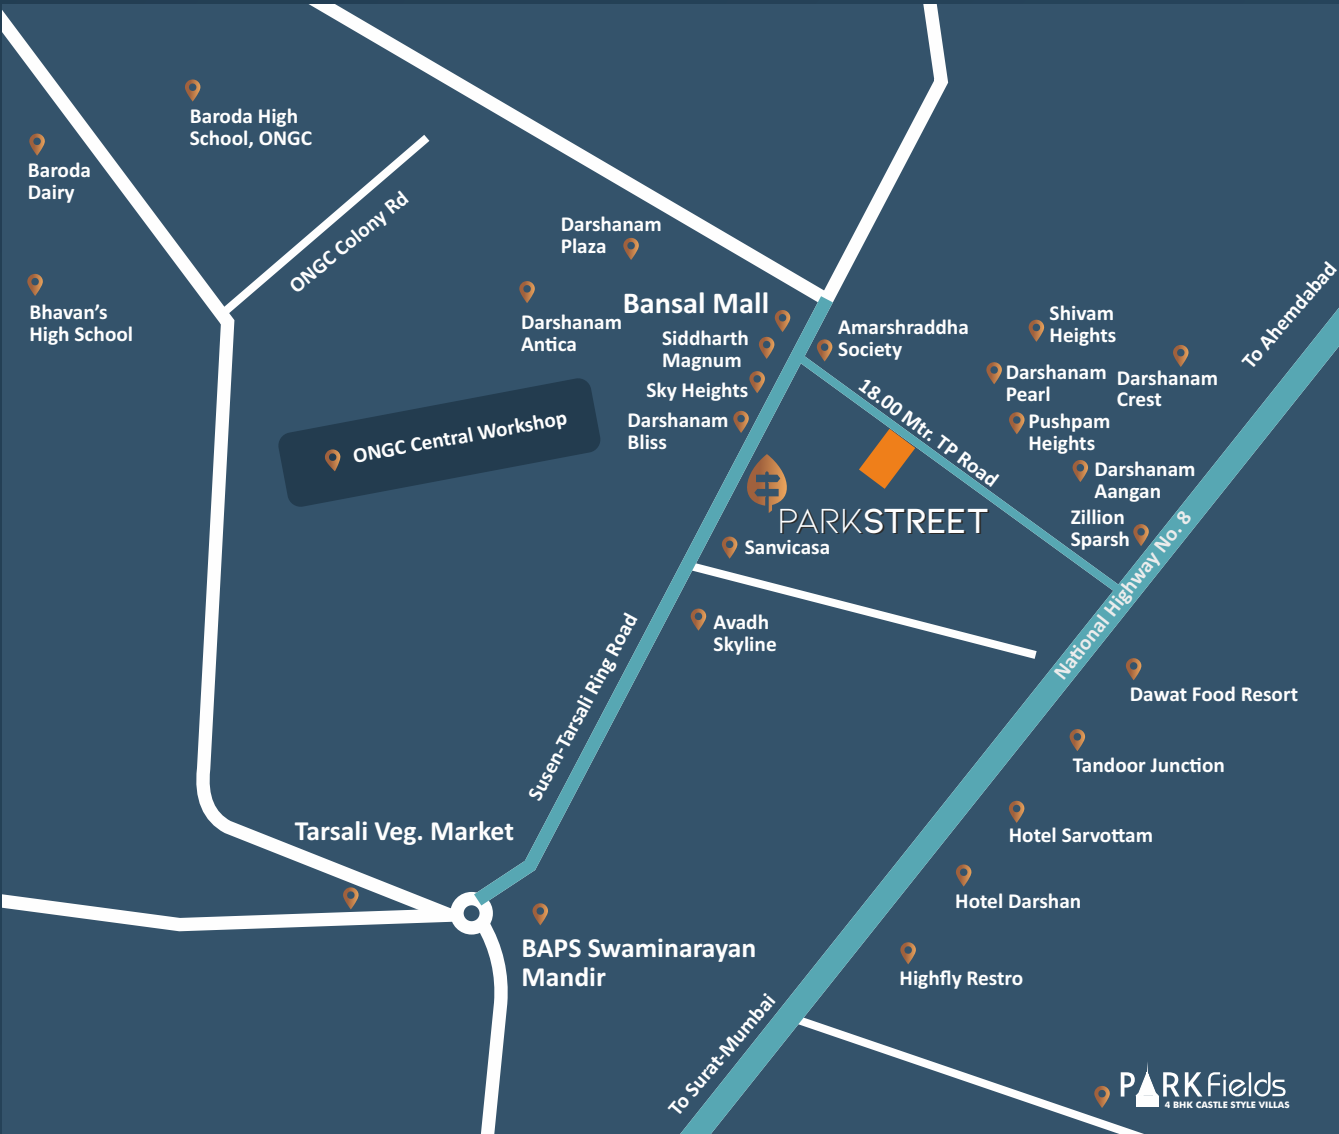 Baroda High
School, ONGC
Baroda
Dairy
ONGC Colony Rd
Bhavan's
High School
Darshanam
Plaza
Darshanam
Antica
Bansal Mall
Siddharth
Magnum
Sky Heights
Darshanam
Bliss
Amarshraddha
Society
Shivam
Heights
Darshanam
Pearl
Darshanam
Crest
Pushpam
Heights
Darshanam
Aangan
Zillion
Sparsh
To Ahemdabad
18.00 Mtr. TP Road
ONGC Central Workshop
PARKSTREET
Sanvicasa
Avadh
Skyline
National Highway No. 8
Susen-Tarsali Ring Road
Dawat Food Resort
Tandoor Junction
Hotel Sarvottam
Hotel Darshan
Highfly Restro
Tarsali Veg. Market
BAPS Swaminarayan
Mandir
To Surat-Mumbai
PARK Fields
4 BHK CASTLE STYLE VILLAS